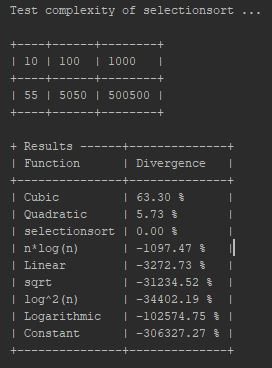 Test complexity of selectionsort ...
+----+------+--------+
| 10 | 100  | 1000   |
+----+------+--------+
| 55 | 5050 | 500500 |
+----+------+--------+
+ Results ------+--------------+
| Function      | Divergence   |
+---------------+--------------+
| Cubic         | 63.30 %      |
| Quadratic     | 5.73 %       |
| selectionsort | 0.00 %       |
| n*log(n)      | -1097.47 %   |
| Linear        | -3272.73 %   |
| sqrt          | -31234.52 %  |
| log^2(n)      | -34402.19 %  |
| Logarithmic   | -102574.75 % |
| Constant      | -306327.27 % |
+---------------+--------------+